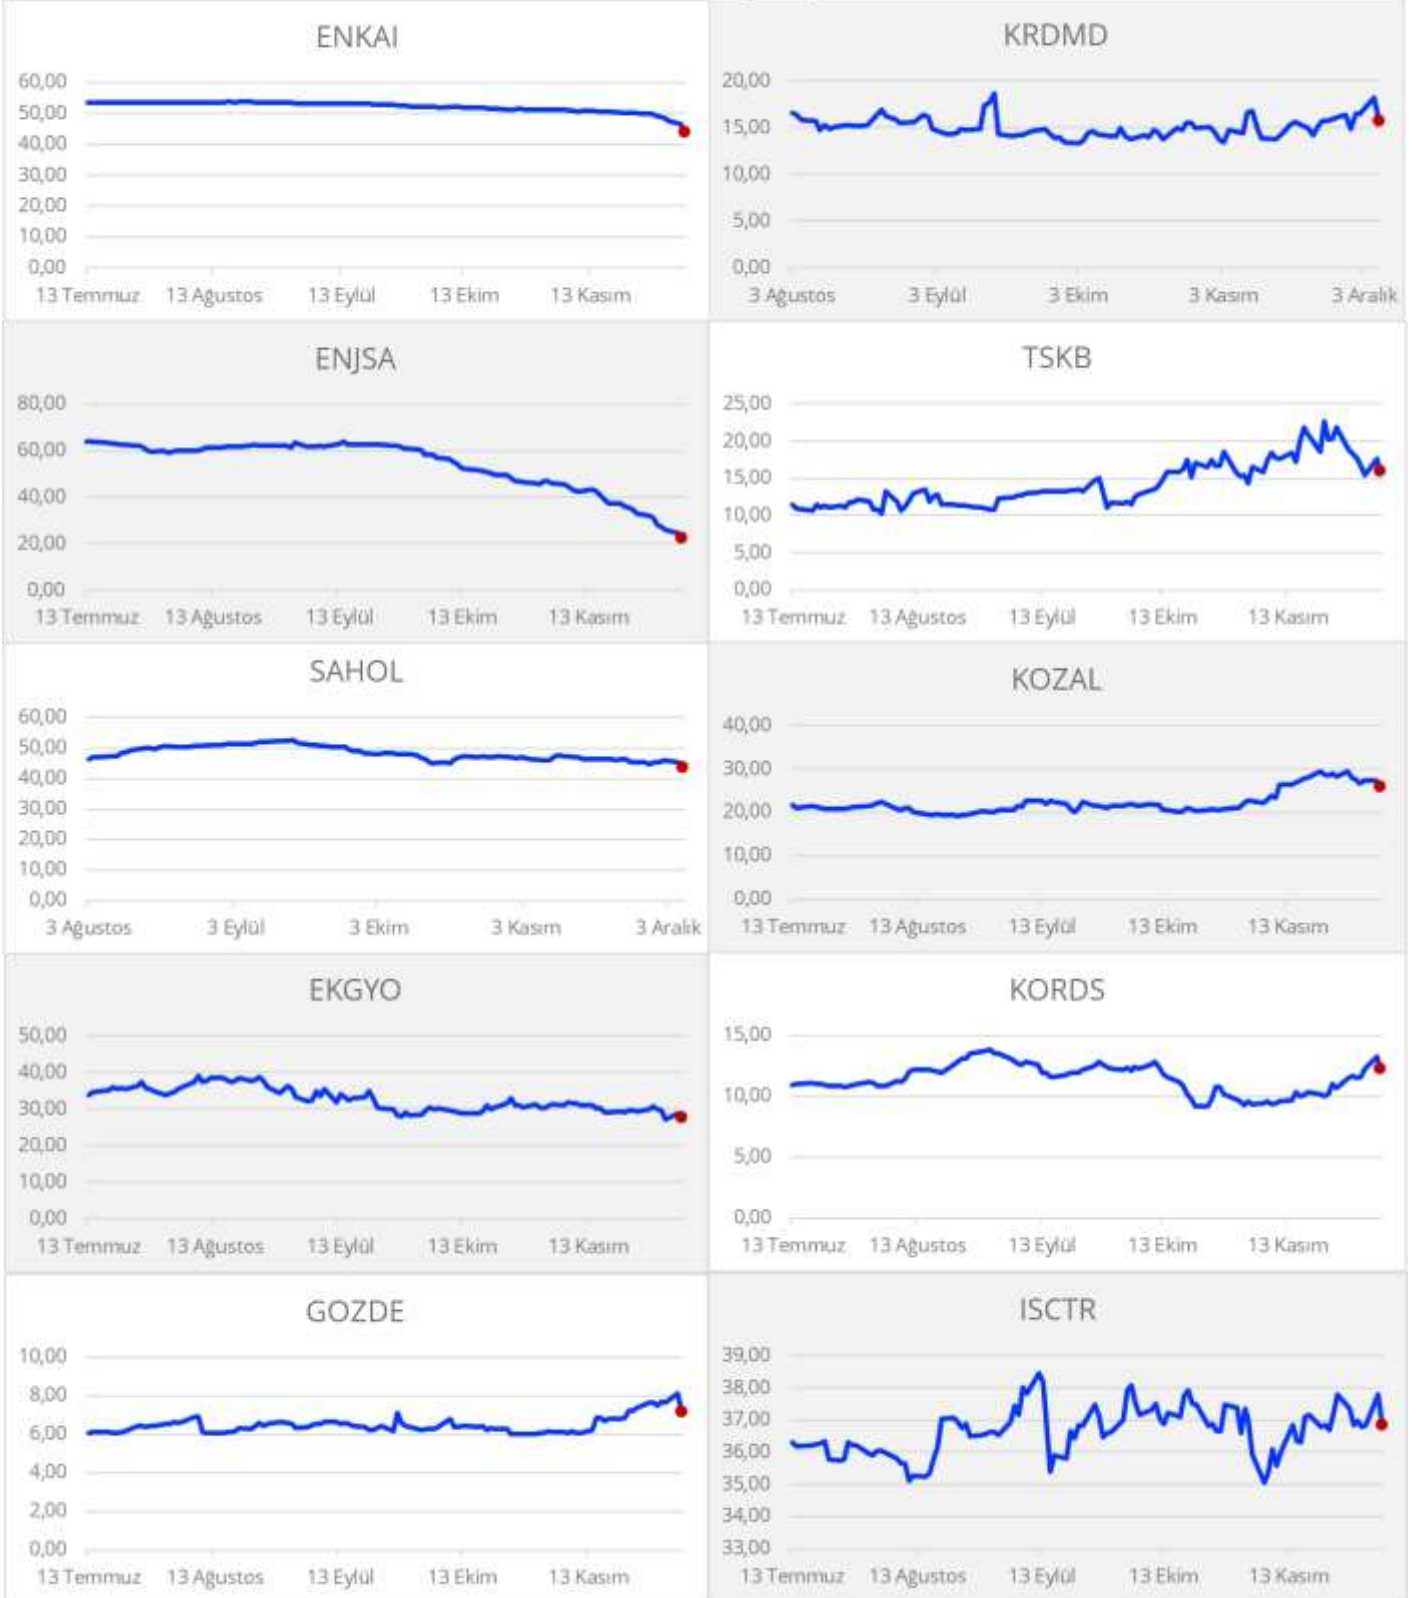 ENKAI
60,00
50,00
40,00
30,00
20,00
10,00
0,00
13 Temmuz 13 Ağustos 13 Eylül 13 Ekim 13 Kasım
KRDMD
20,00
15,00
10,00
5,00
0,00
3 Ağustos 3 Eylül 3 Ekim 3 Kasım 3 Aralık
ENJSA
80,00
60,00
40,00
20,00
0,00
13 Temmuz 13 Ağustos 13 Eylül 13 Ekim 13 Kasım
TSKB
25,00
20,00
15,00
10,00
5,00
0,00
13 Temmuz 13 Ağustos 13 Eylül 13 Ekim 13 Kasım
SAHOL
60,00
50,00
40,00
30,00
20,00
10,00
0,00
3 Ağustos 3 Eylül 3 Ekim 3 Kasım 3 Aralık
KOZAL
40,00
30,00
20,00
10,00
0,00
13 Temmuz 13 Ağustos 13 Eylül 13 Ekim 13 Kasım
EKGYO
50,00
40,00
30,00
20,00
10,00
0,00
13 Temmuz 13 Ağustos 13 Eylül 13 Ekim 13 Kasım
KORDS
15,00
10,00
5,00
0,00
13 Temmuz 13 Ağustos 13 Eylül 13 Ekim 13 Kasım
GOZDE
10,00
8,00
6,00
4,00
2,00
0,00
13 Temmuz 13 Ağustos 13 Eylül 13 Ekim 13 Kasım
ISCTR
39,00
38,00
37,00
36,00
35,00
34,00
33,00
13 Temmuz 13 Ağustos 13 Eylül 13 Ekim 13 Kasım